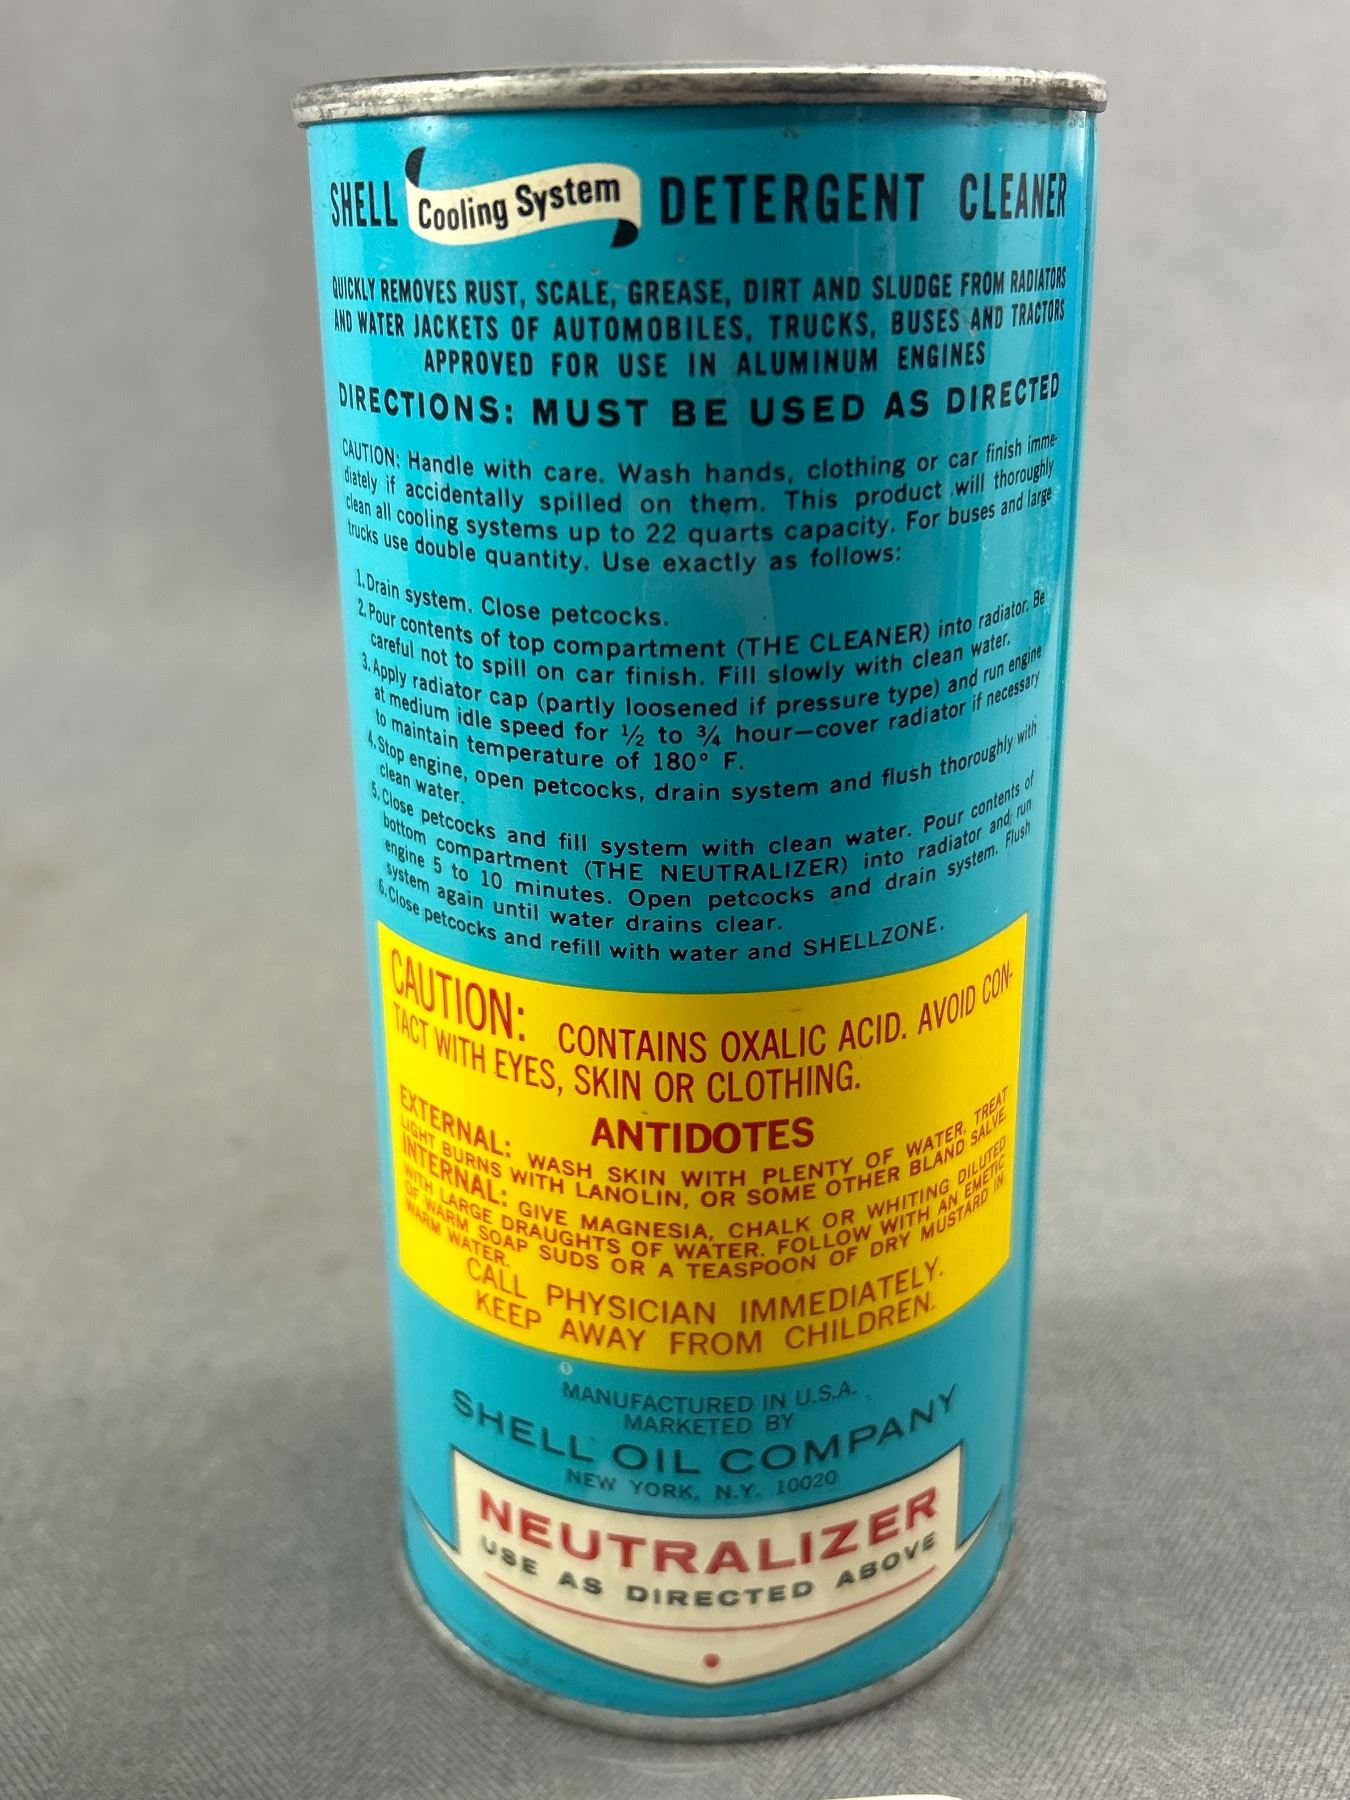 SHELL Cooling System DETERGENT CLEANER
QUICKLY REMOVES RUST, SCALE, GREASE, DIRT AND SLUDGE FROM RADIATORS
AND WATER JACKETS OF AUTOMOBILES, TRUCKS, BUSES AND TRACTORS
APPROVED FOR USE IN ALUMINUM ENGINES
DIRECTIONS: MUST BE USED AS DIRECTED
CAUTION: Handle with care. Wash hands, clothing or car finish imme-
diately if accidentally spilled on them. This product will thoroughly
clean all cooling systems up to 22 quarts capacity. For buses and large
trucks use double quantity. Use exactly as follows:
1. Drain system. Close petcocks.
2. Pour contents of top compartment (THE CLEANER) into radiator. Be
careful not to spill on car finish. Fill slowly with clean water.
3. Apply radiator cap (partly loosened if pressure type) and run engine
at medium idle speed for ½ to ¾ hour—cover radiator if necessary
to maintain temperature of 180° F.
4. Stop engine, open petcocks, drain system and flush thoroughly with
clean water.
5. Close petcocks and fill system with clean water. Pour contents of
bottom compartment (THE NEUTRALIZER) into radiator and run
engine 5 to 10 minutes. Open petcocks and drain system. Flush
system again until water drains clear.
6. Close petcocks and refill with water and SHELLZONE.
CAUTION: CONTAINS OXALIC ACID. AVOID CON-
TACT WITH EYES, SKIN OR CLOTHING.
ANTIDOTES
EXTERNAL: WASH SKIN WITH PLENTY OF WATER. TREAT
LIGHT BURNS WITH LANOLIN, OR SOME OTHER BLAND SALVE.
INTERNAL: GIVE MAGNESIA, CHALK OR WHITING DILUTED
WITH LARGE DRAUGHTS OF WATER. FOLLOW WITH AN EMETIC
OF WARM SOAP SUDS OR A TEASPOON OF DRY MUSTARD IN
WARM WATER.
CALL PHYSICIAN IMMEDIATELY.
KEEP AWAY FROM CHILDREN.
MANUFACTURED IN U.S.A.
MARKETED BY
SHELL OIL COMPANY
NEW YORK, N.Y. 10020
NEUTRALIZER
USE AS DIRECTED ABOVE